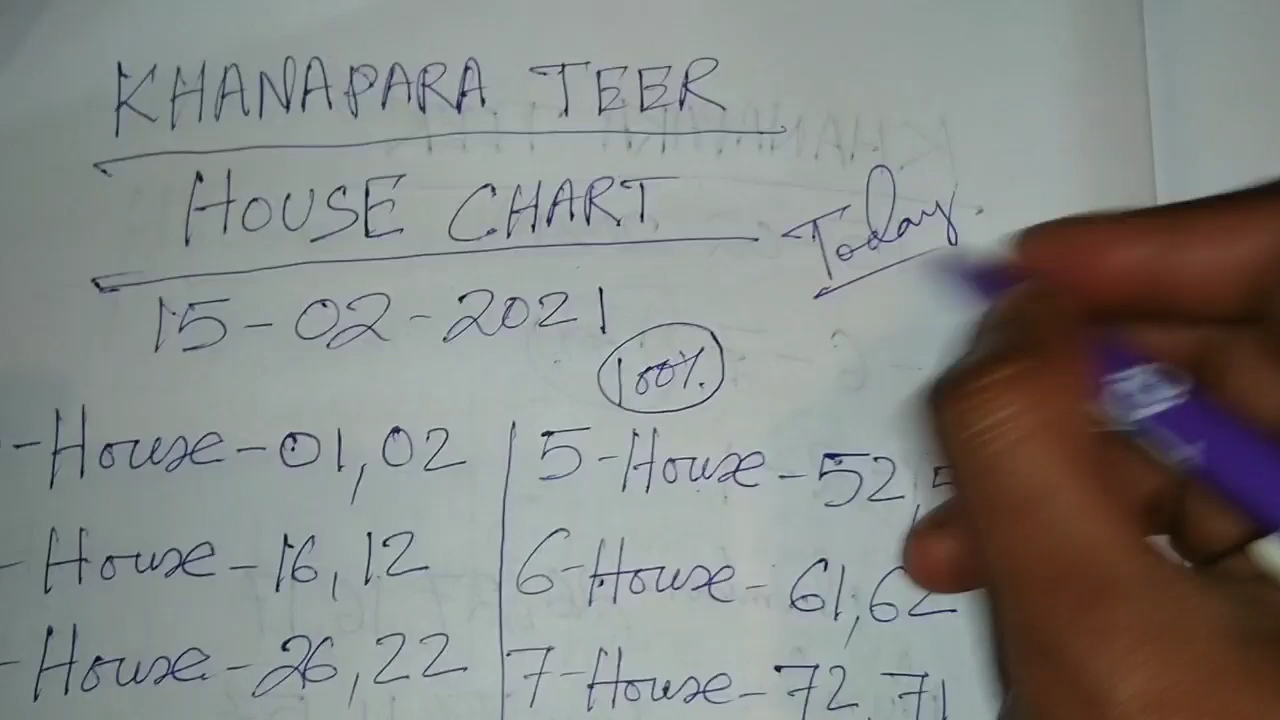 KHANAPARA TEER
HOUSE CHART
Today.
15-02-2021
100%.
-House-01,02
5-House-52,5
-House-16,12
6-House-61,62
-House-26,22
7-House-72,71